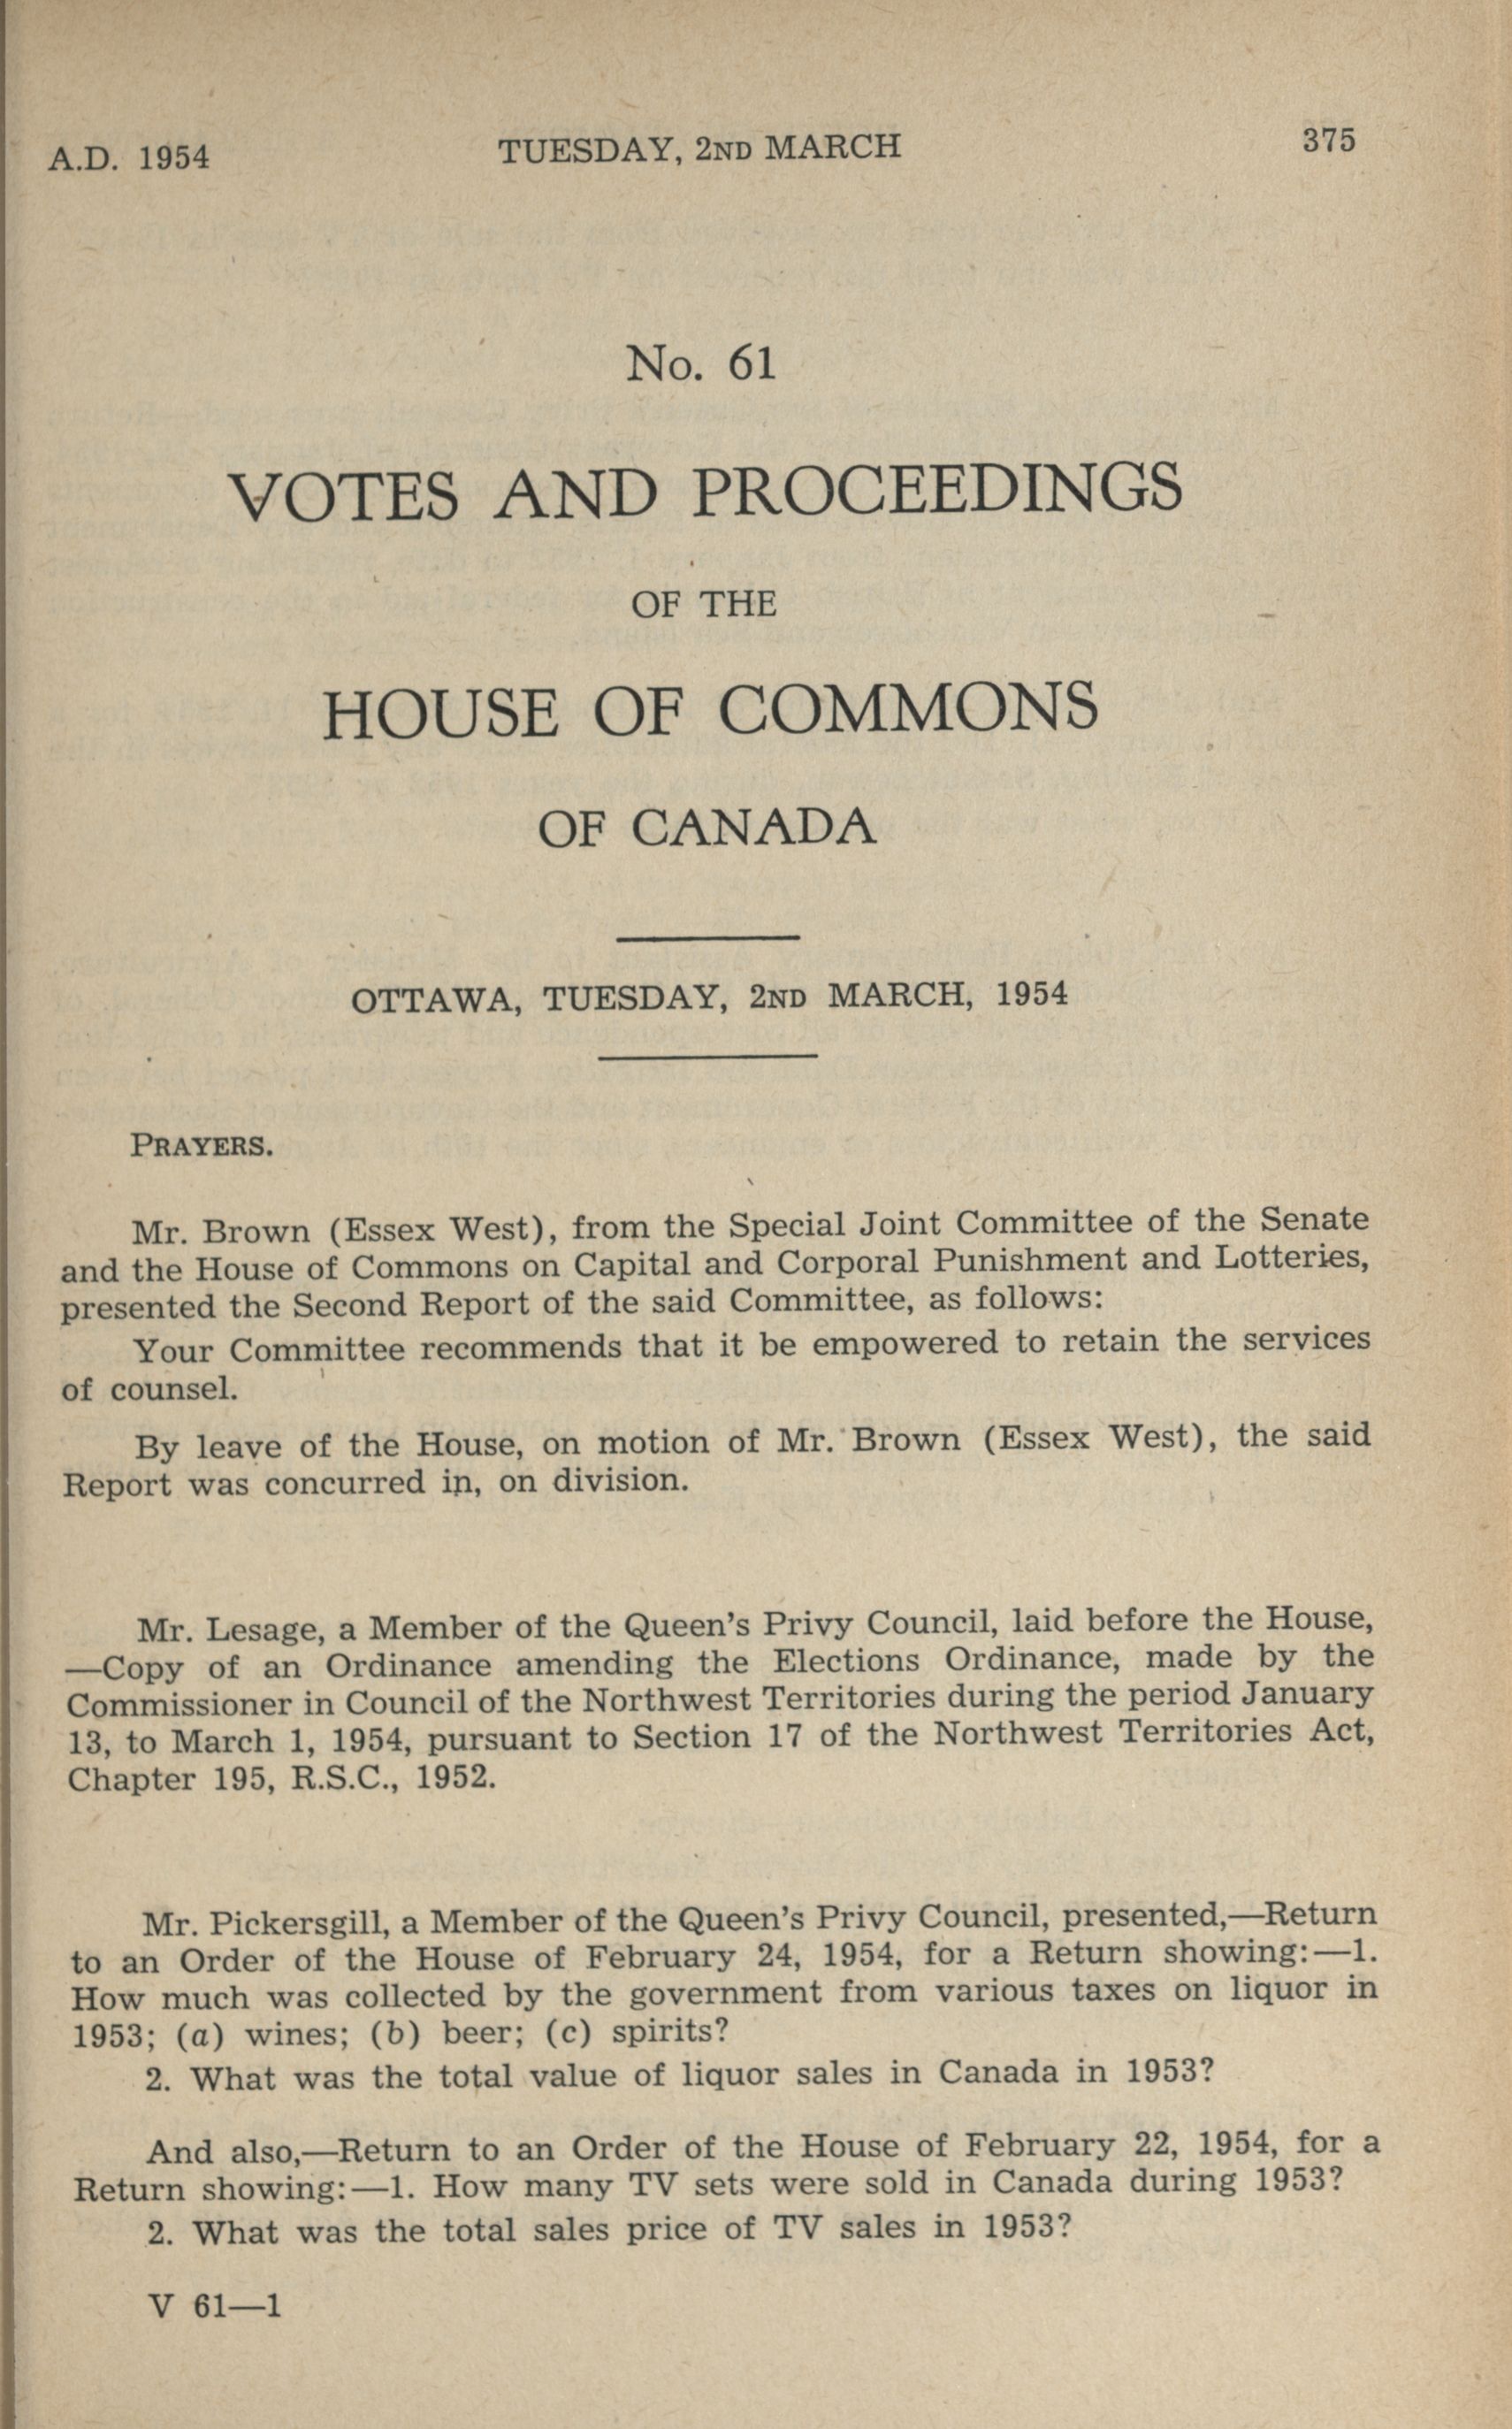 A.D. 1954 TUESDAY, 2ND MARCH 375
No. 61
VOTES AND PROCEEDINGS
OF THE
HOUSE OF COMMONS
OF CANADA
OTTAWA, TUESDAY, 2ND MARCH, 1954
PRAYERS.
Mr. Brown (Essex West), from the Special Joint Committee of the Senate
and the House of Commons on Capital and Corporal Punishment and Lotteries,
presented the Second Report of the said Committee, as follows:
Your Committee recommends that it be empowered to retain the services
of counsel.
By leave of the House, on motion of Mr. Brown (Essex West), the said
Report was concurred in, on division.
Mr. Lesage, a Member of the Queen's Privy Council, laid before the House,
—Copy of an Ordinance amending the Elections Ordinance, made by the
Commissioner in Council of the Northwest Territories during the period January
13, to March 1, 1954, pursuant to Section 17 of the Northwest Territories Act,
Chapter 195, R.S.C., 1952.
Mr. Pickersgill, a Member of the Queen's Privy Council, presented,—Return
to an Order of the House of February 24, 1954, for a Return showing:—1.
How much was collected by the government from various taxes on liquor in
1953; (a) wines; (b) beer; (c) spirits?
2. What was the total value of liquor sales in Canada in 1953?
And also,—Return to an Order of the House of February 22, 1954, for a
Return showing:—1. How many TV sets were sold in Canada during 1953?
2. What was the total sales price of TV sales in 1953?
V 61—1